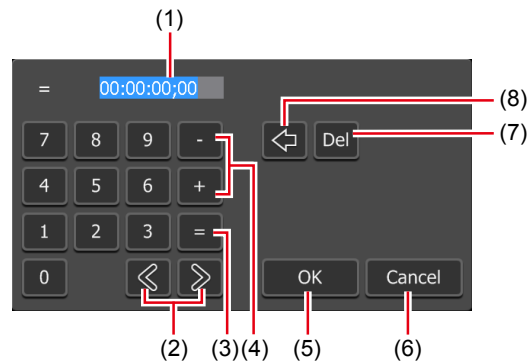 (1)
= 00:00:00;00
(8)
7 8 9 - Del (7)
4 5 6 +
1 2 3 =
0 OK Cancel
(2) (3) (4) (5) (6)